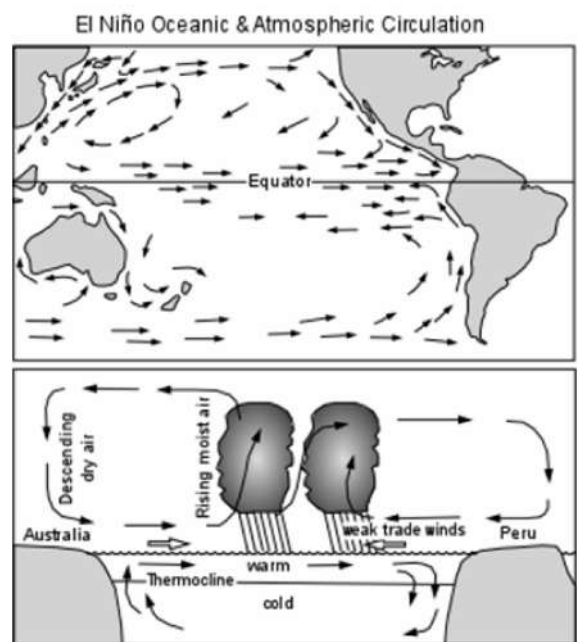 El Niño Oceanic & Atmospheric Circulation
Equator
Descending
dry air
Rising moist air
Australia
weak trade winds
Peru
warm
Thermocline
cold